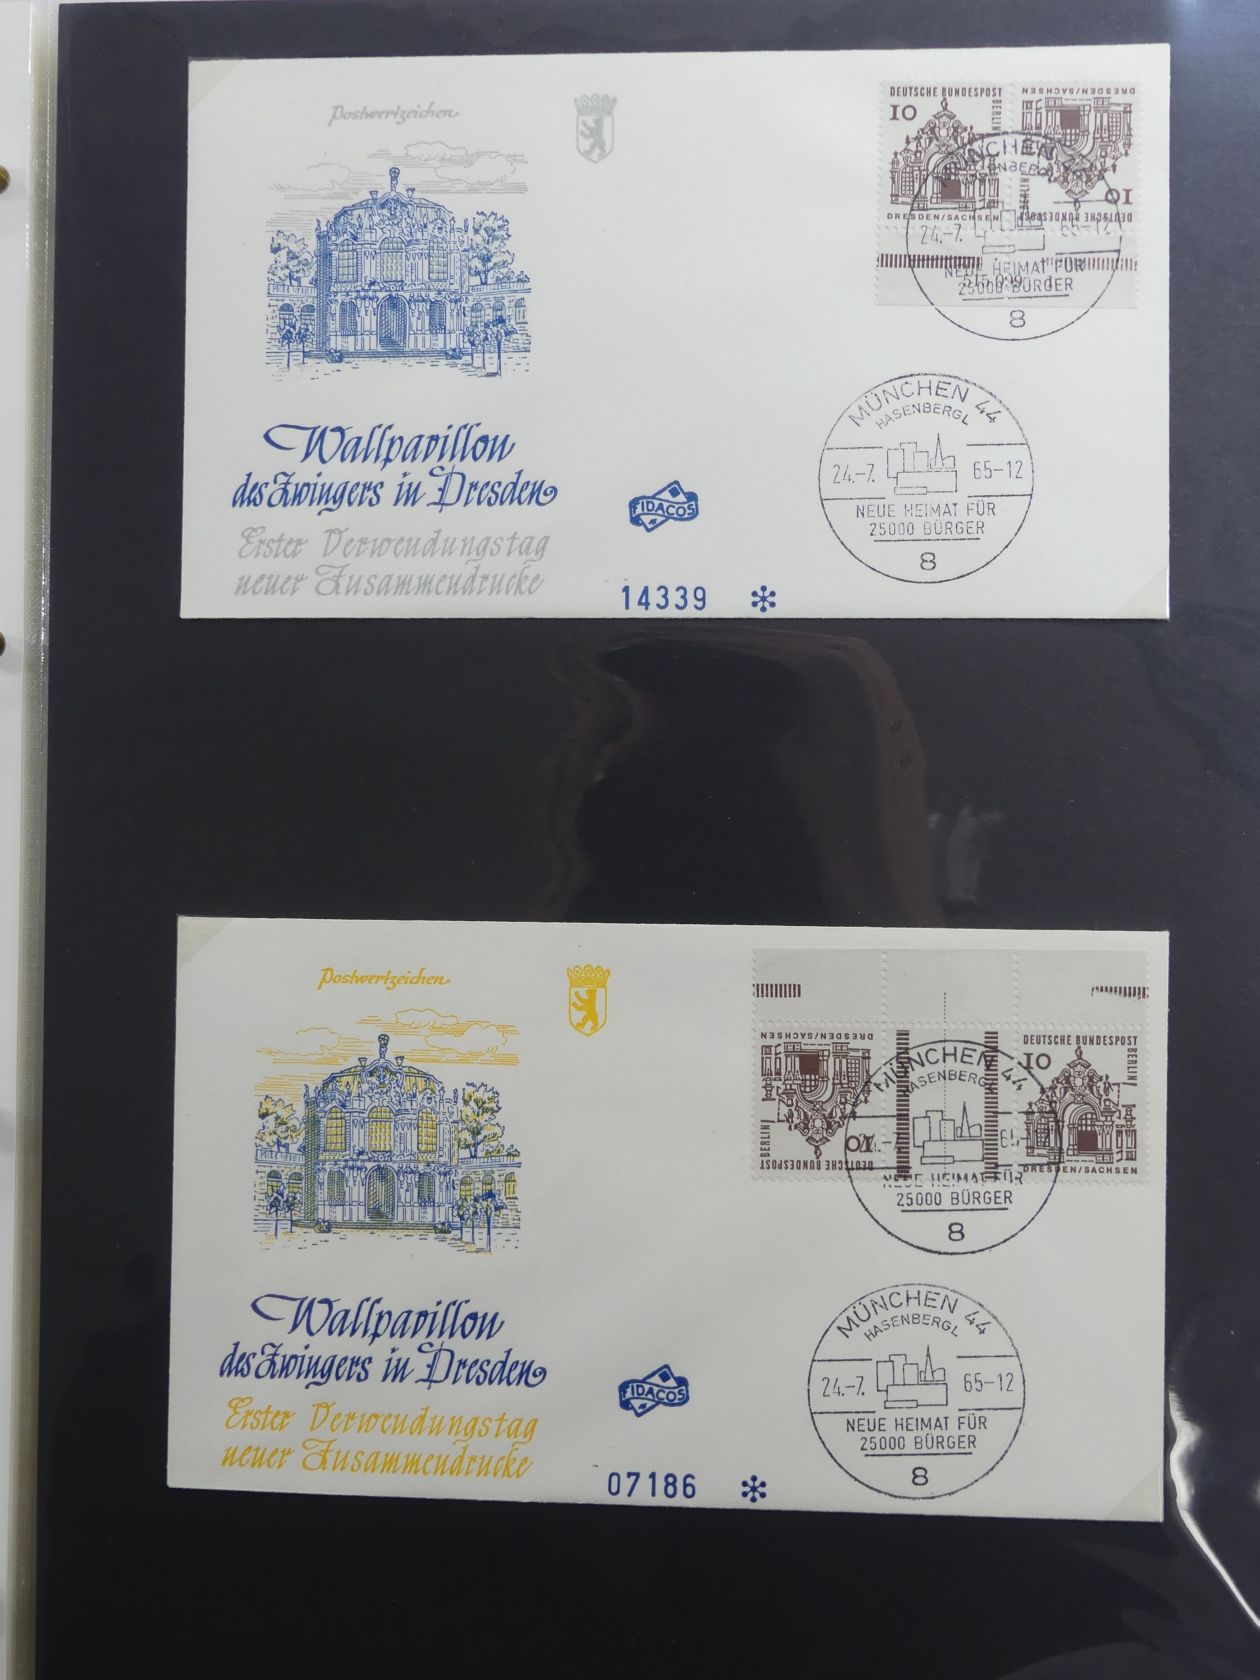 Postwertzeichen
DEUTSCHE BUNDESPOST
BERLIN
10
DRESDEN/SACHSEN
DRESDEN/SACHSEN
10
DEUTSCHE BUNDESPOST
MÜNCHEN 44
24.-7. 65-12
NEUE HEIMAT FÜR
25000 BÜRGER
8
Wallpavillon
des Zwingers in Dresden
Erster Verwendungstag
neuer Zusammendrucke
FIDACOS
14339
MÜNCHEN 44
HASENBERGL
24.-7. 65-12
NEUE HEIMAT FÜR
25000 BÜRGER
8
Postwertzeichen
DRESDEN/SACHSEN
10
BERLIN
DEUTSCHE BUNDESPOST
DEUTSCHE BUNDESPOST
BERLIN
10
DRESDEN/SACHSEN
MÜNCHEN 44
HASENBERGL
NEUE HEIMAT FÜR
25000 BÜRGER
8
Wallpavillon
des Zwingers in Dresden
Erster Verwendungstag
neuer Zusammendrucke
FIDACOS
07186
MÜNCHEN 44
HASENBERGL
24.-7. 65-12
NEUE HEIMAT FÜR
25000 BÜRGER
8